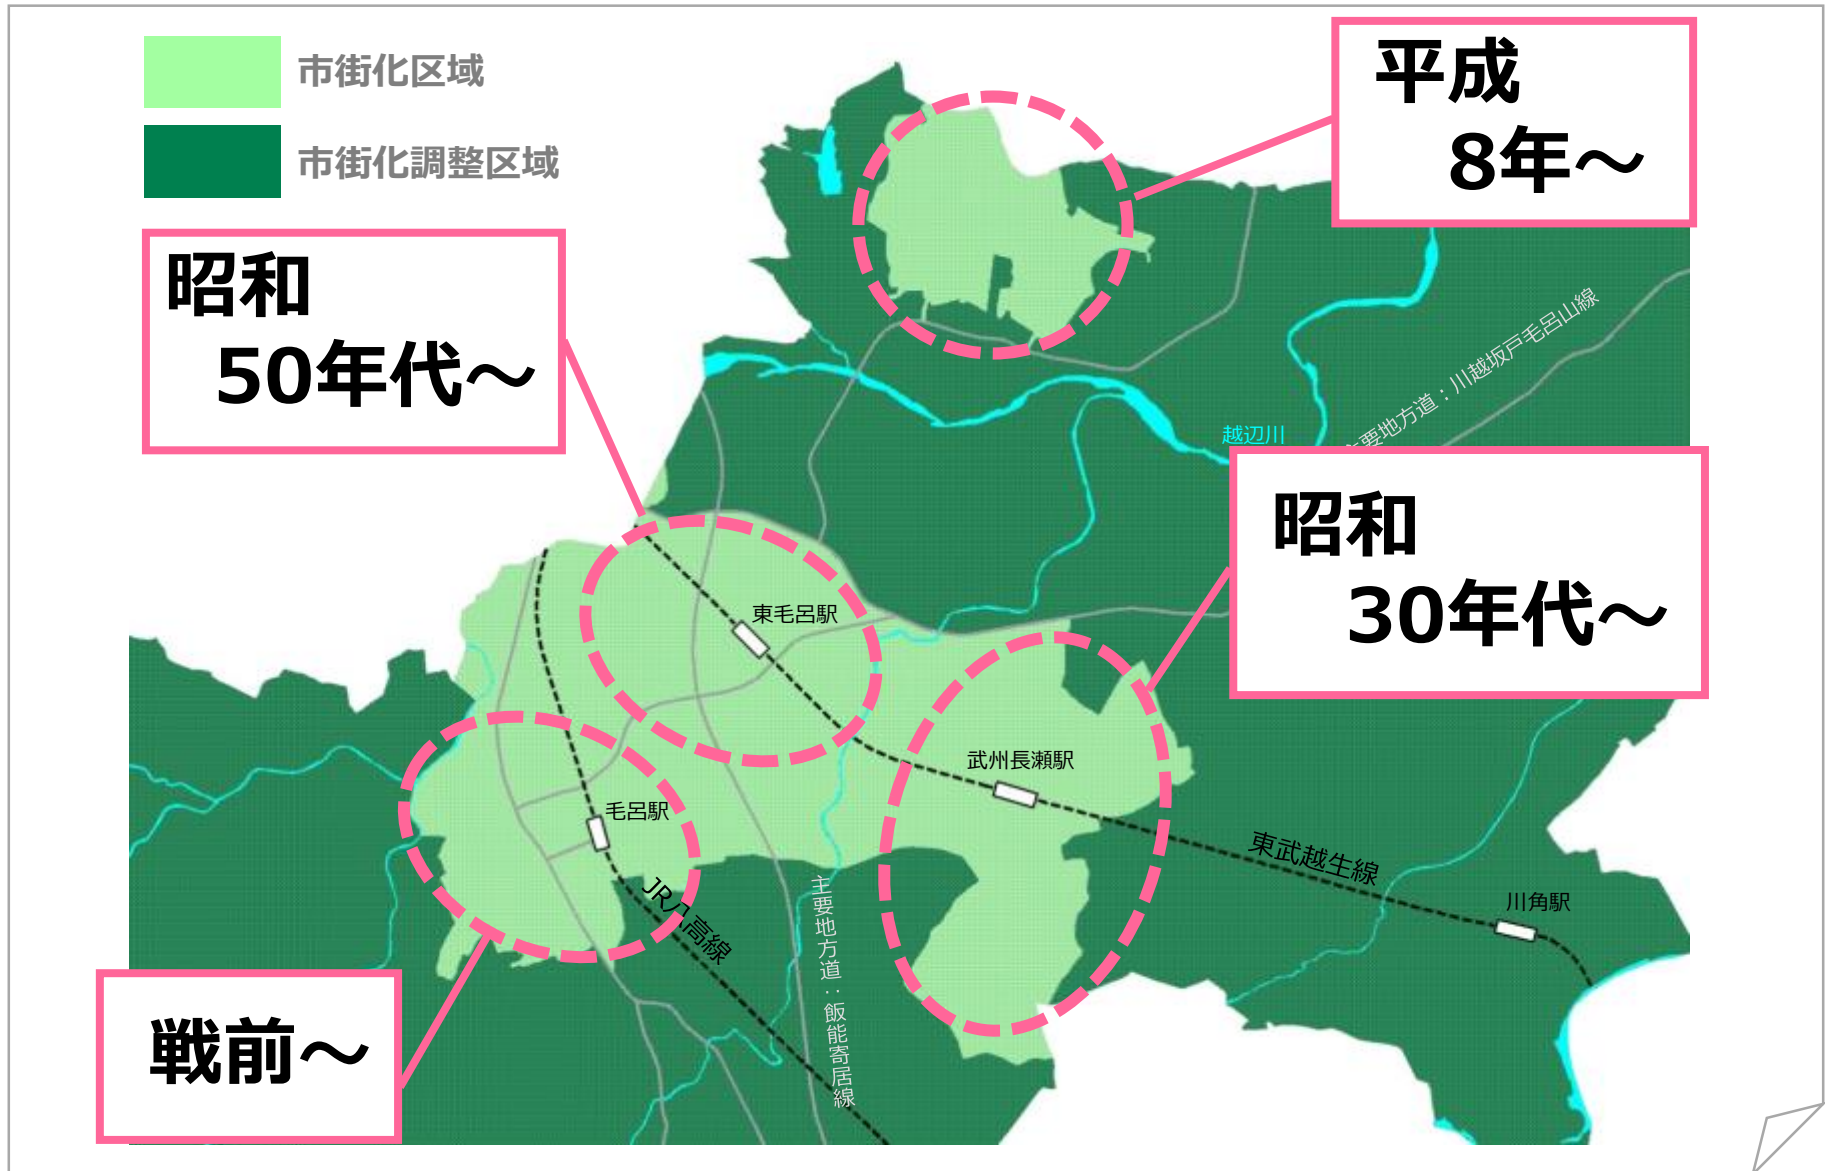 市街化区域
市街化調整区域
平成
8年～
昭和
50年代～
主要地方道：川越坂戸毛呂山線
越辺川
昭和
30年代～
東毛呂駅
武州長瀬駅
毛呂駅
東武越生線
川角駅
JR八高線
主要地方道：飯能寄居線
戦前～